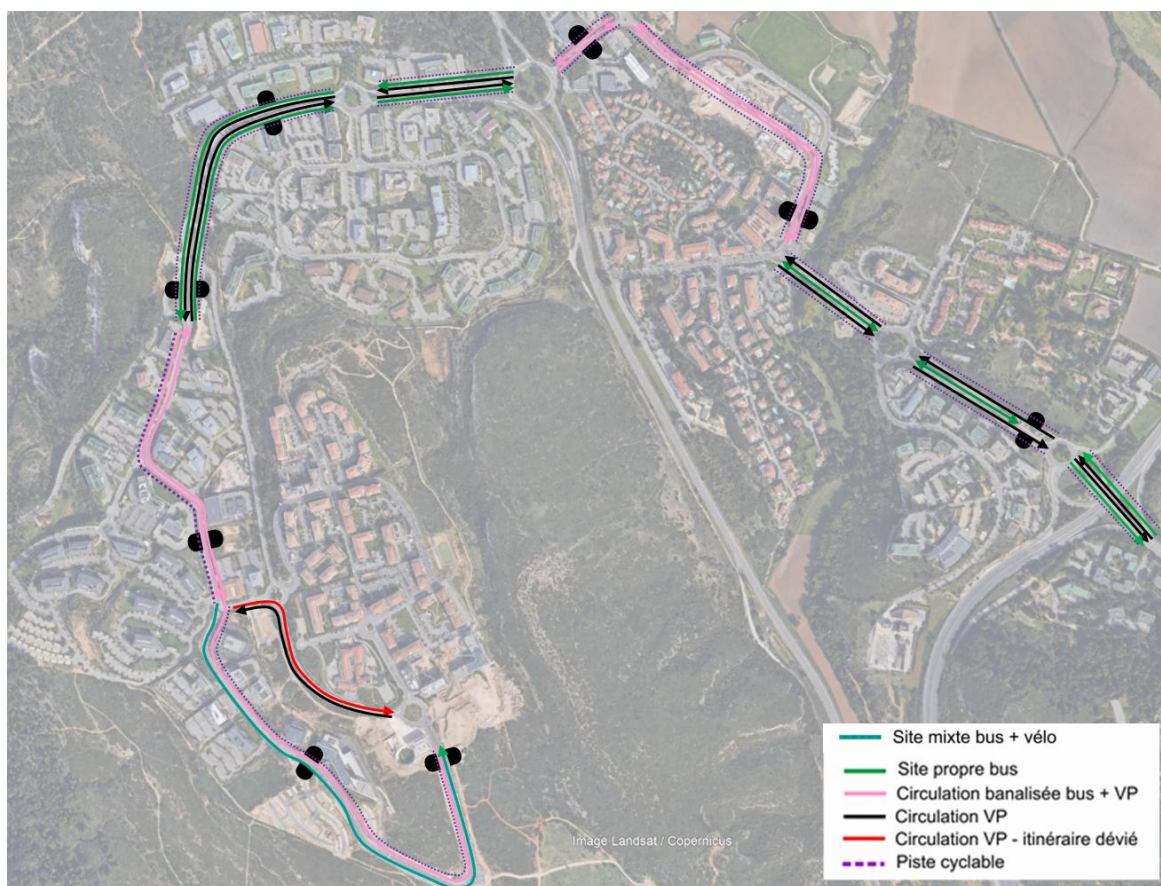 Image Landsat / Copernicus
Site mixte bus + vélo
Site propre bus
Circulation banalisée bus + VP
Circulation VP
Circulation VP - itinéraire dévié
Piste cyclable